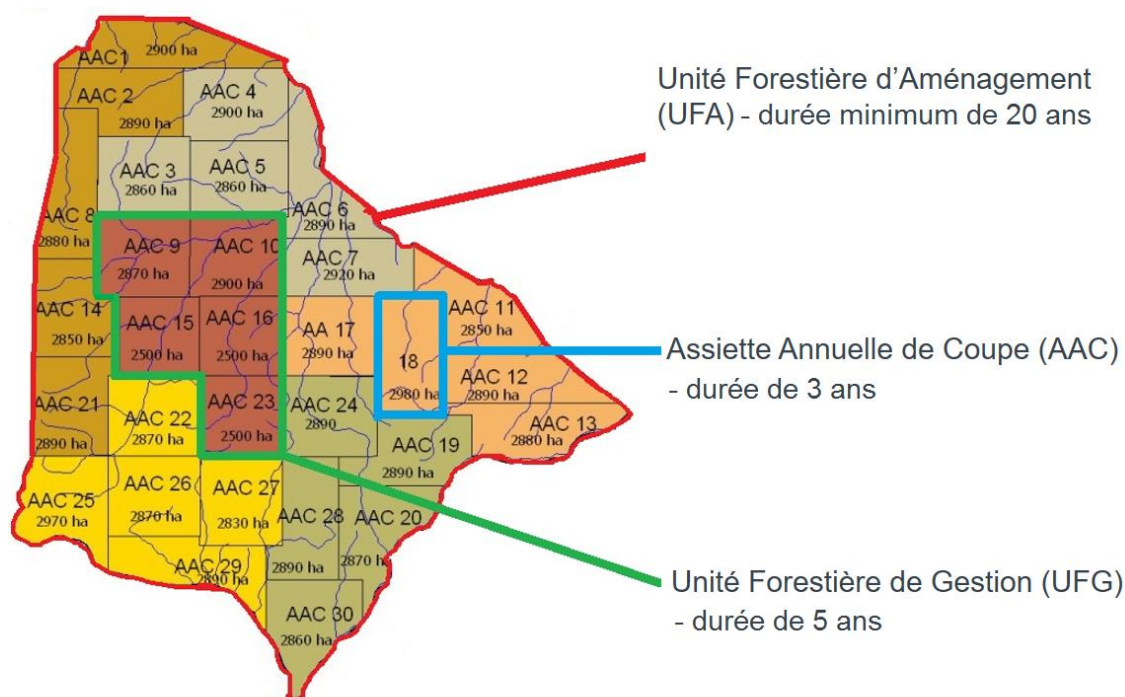 AAC1
2900 ha
AAC 2
2890 ha
AAC 4
2900 ha
AAC 3
2860 ha
AAC 5
2860 ha
AAC 6
2890 ha
AAC 8
2880 ha
AAC 9
2870 ha
AAC 10
2900 ha
AAC 7
2920 ha
AAC 14
2850 ha
AAC 15
2500 ha
AAC 16
2500 ha
AA 17
2890 ha
18
2980 ha
AAC 11
2850 ha
AAC 12
2890 ha
AAC 13
2880 ha
AAC 21
2890 ha
AAC 22
2870 ha
AAC 23
2500 ha
AAC 24
2890
AAC 19
2890 ha
AAC 25
2970 ha
AAC 26
2870 ha
AAC 27
2830 ha
AAC 28
2890 ha
AAC 20
2870 ha
AAC 29
2890 ha
AAC 30
2860 ha
Unité Forestière d’Aménagement
(UFA) - durée minimum de 20 ans
Assiette Annuelle de Coupe (AAC)
- durée de 3 ans
Unité Forestière de Gestion (UFG)
- durée de 5 ans